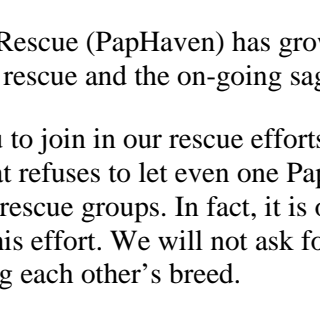 Rescue (PapHaven) has grov
rescue and the on-going sag
to join in our rescue efforts
at refuses to let even one Pap
rescue groups. In fact, it is
his effort. We will not ask fo
g each other’s breed.